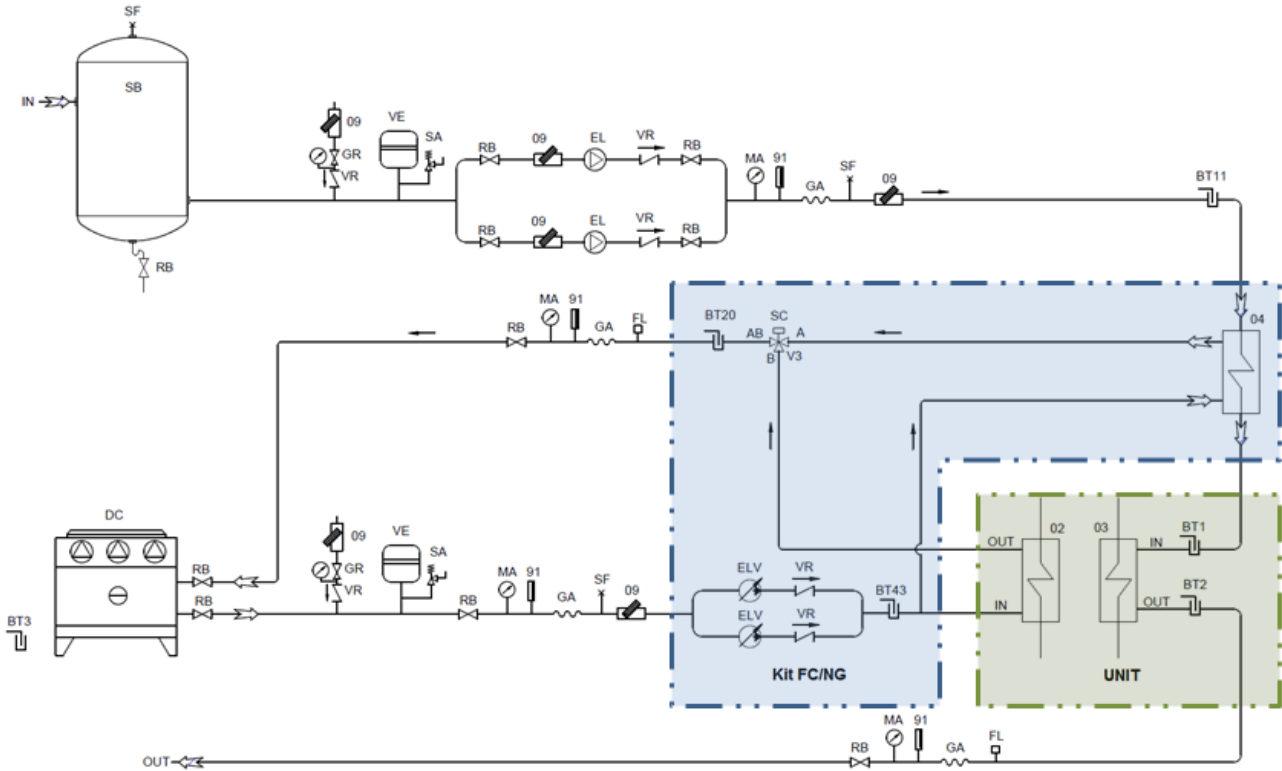 SF
SB
IN
09
GR
VR
VE
SA
RB
09
EL
VR
RB
RB
09
EL
VR
RB
MA
91
GA
SF
09
BT11
RB
MA
91
GA
FL
RB
BT20
SC
AB
A
B
V3
04
DC
RB
RB
BT3
09
GR
VR
VE
SA
RB
MA
91
GA
SF
09
ELV
VR
ELV
VR
BT43
Kit FC/NG
OUT
IN
02
03
IN
OUT
BT1
BT2
UNIT
OUT
RB
MA
91
GA
FL